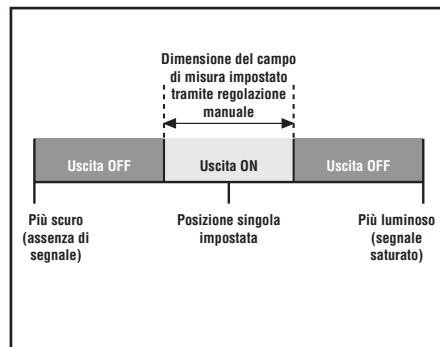 Dimensione del campo
di misura impostato
tramite regolazione
manuale
Uscita OFF
Uscita ON
Uscita OFF
Più scuro
(assenza di
segnale)
Posizione singola
impostata
Più luminoso
(segnale
saturato)